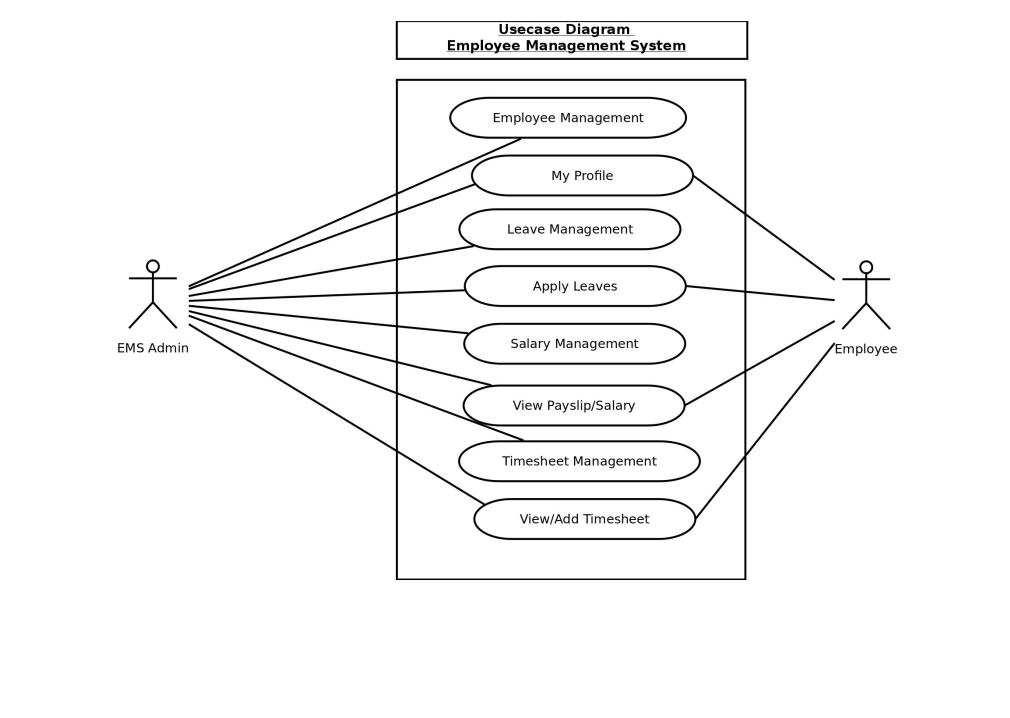 Usecase Diagram
Employee Management System
Employee Management
My Profile
Leave Management
Apply Leaves
Salary Management
View Payslip/Salary
Timesheet Management
View/Add Timesheet
EMS Admin
Employee